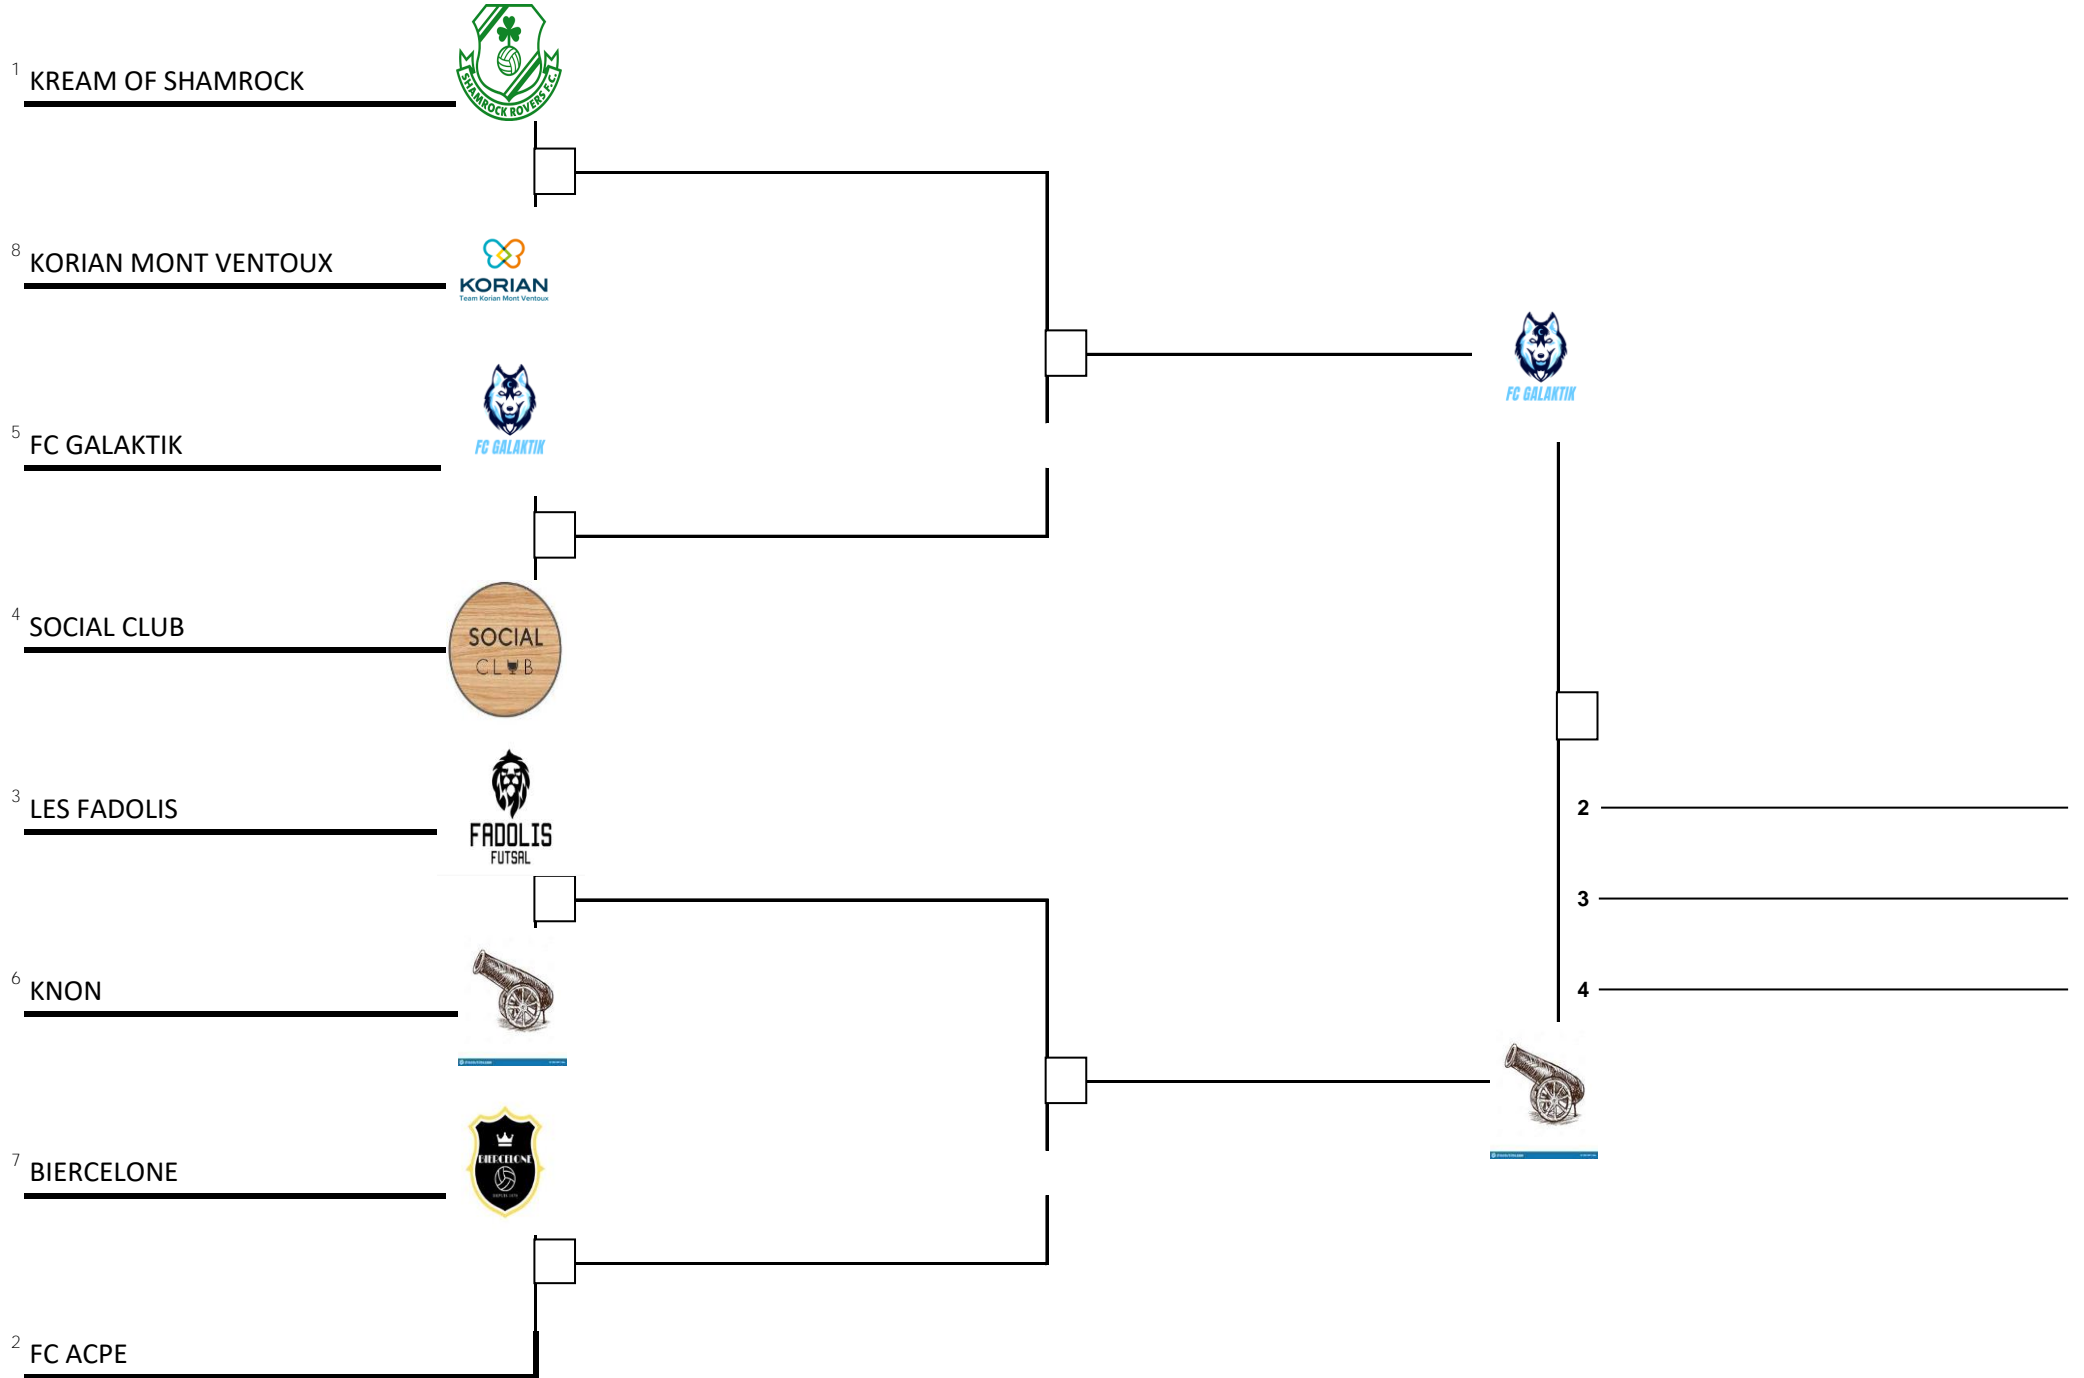 SHAMROCK ROVERS F.C.
1 KREAM OF SHAMROCK
8 KORIAN MONT VENTOUX
KORIAN
Team Korian Mont Ventoux
FC GALAKTIK
5 FC GALAKTIK
FC GALAKTIK
4 SOCIAL CLUB
SOCIAL
CLUB
3 LES FADOLIS
2
FADOLIS
FUTSAL
3
6 KNON
4
7 BIERCELONE
BIERCELONE
2 FC ACPE